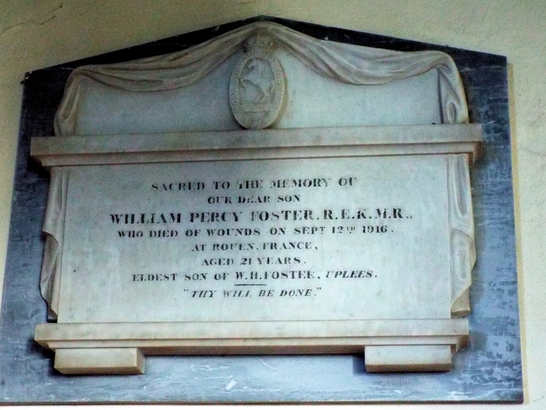 SACRED TO THE MEMORY OF
OUR DEAR SON
WILLIAM PERCY FOSTER, R.E.K.M.R.,
WHO DIED OF WOUNDS ON SEPT 12TH 1916.
AT ROUEN, FRANCE,
AGED 21 YEARS.
ELDEST SON OF W.H.FOSTER, UPLEES.
"THY WILL BE DONE."